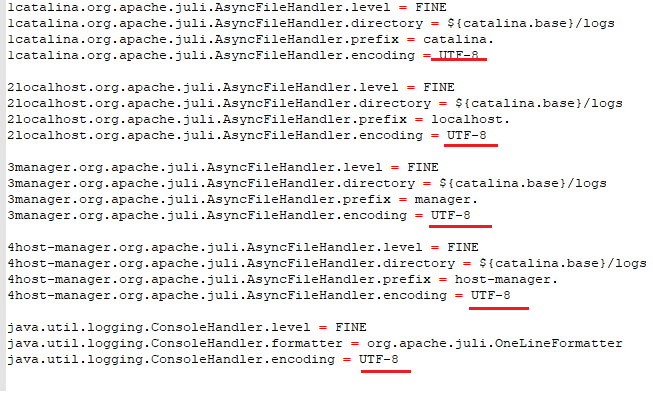 1catalina.org.apache.juli.AsyncFileHandler.level = FINE
1catalina.org.apache.juli.AsyncFileHandler.directory = ${catalina.base}/logs
1catalina.org.apache.juli.AsyncFileHandler.prefix = catalina.
1catalina.org.apache.juli.AsyncFileHandler.encoding = UTF-8
2localhost.org.apache.juli.AsyncFileHandler.level = FINE
2localhost.org.apache.juli.AsyncFileHandler.directory = ${catalina.base}/logs
2localhost.org.apache.juli.AsyncFileHandler.prefix = localhost.
2localhost.org.apache.juli.AsyncFileHandler.encoding = UTF-8
3manager.org.apache.juli.AsyncFileHandler.level = FINE
3manager.org.apache.juli.AsyncFileHandler.directory = ${catalina.base}/logs
3manager.org.apache.juli.AsyncFileHandler.prefix = manager.
3manager.org.apache.juli.AsyncFileHandler.encoding = UTF-8
4host-manager.org.apache.juli.AsyncFileHandler.level = FINE
4host-manager.org.apache.juli.AsyncFileHandler.directory = ${catalina.base}/logs
4host-manager.org.apache.juli.AsyncFileHandler.prefix = host-manager.
4host-manager.org.apache.juli.AsyncFileHandler.encoding = UTF-8
java.util.logging.ConsoleHandler.level = FINE
java.util.logging.ConsoleHandler.formatter = org.apache.juli.OneLineFormatter
java.util.logging.ConsoleHandler.encoding = UTF-8